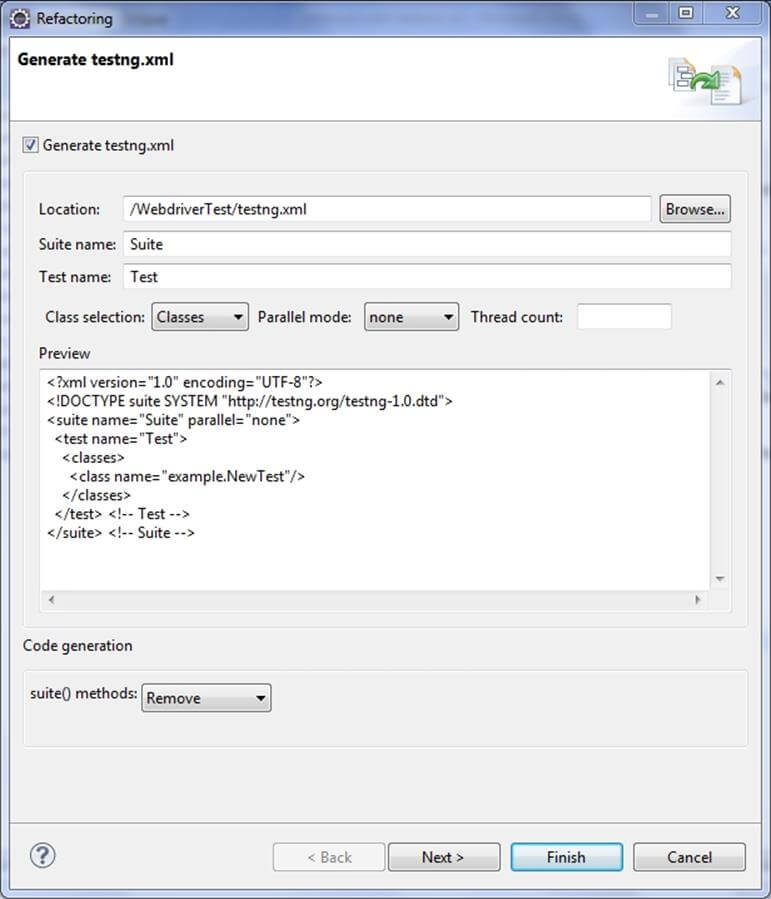 Refactoring
Generate testng.xml
Generate testng.xml
Location: /WebdriverTest/testng.xml Browse...
Suite name: Suite
Test name: Test
Class selection: Classes Parallel mode: none Thread count:
Preview
<?xml version="1.0" encoding="UTF-8"?>
<!DOCTYPE suite SYSTEM "http://testng.org/testng-1.0.dtd">
<suite name="Suite" parallel="none">
<test name="Test">
<classes>
<class name="example.NewTest"/>
</classes>
</test> <!-- Test -->
</suite> <!-- Suite -->
Code generation
suite() methods: Remove
? < Back Next > Finish Cancel